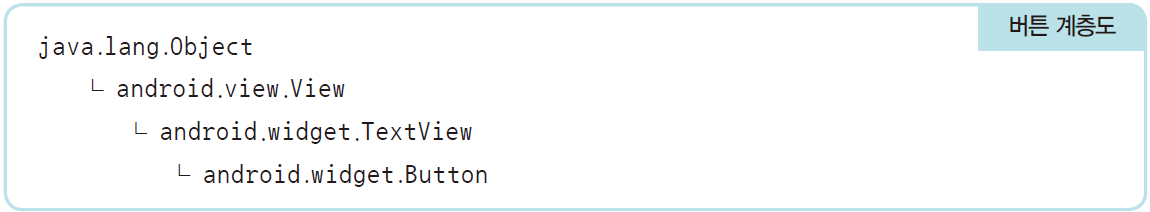 버튼 계층도
java.lang.Object
└ android.view.View
└ android.widget.TextView
└ android.widget.Button